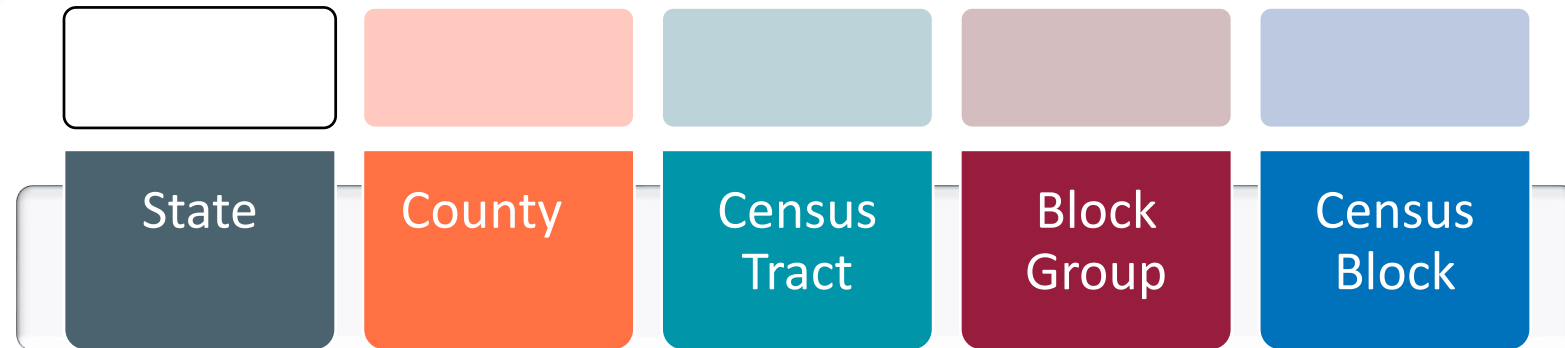 State
County
Census
Tract
Block
Group
Census
Block